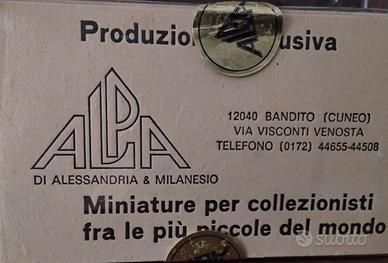 Produzion usiva
ALPA
DI ALESSANDRIA & MILANESIO
12040 BANDITO (CUNEO)
VIA VISCONTI VENOSTA
TELEFONO (0172) 44655-44508
Miniature per collezionisti
fra le più piccole del mondo
subito